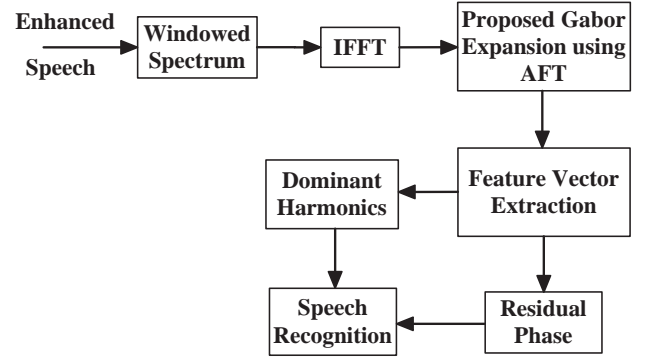 Enhanced
Speech
Windowed
Spectrum
IFFT
Proposed Gabor
Expansion using
AFT
Feature Vector
Extraction
Dominant
Harmonics
Speech
Recognition
Residual
Phase